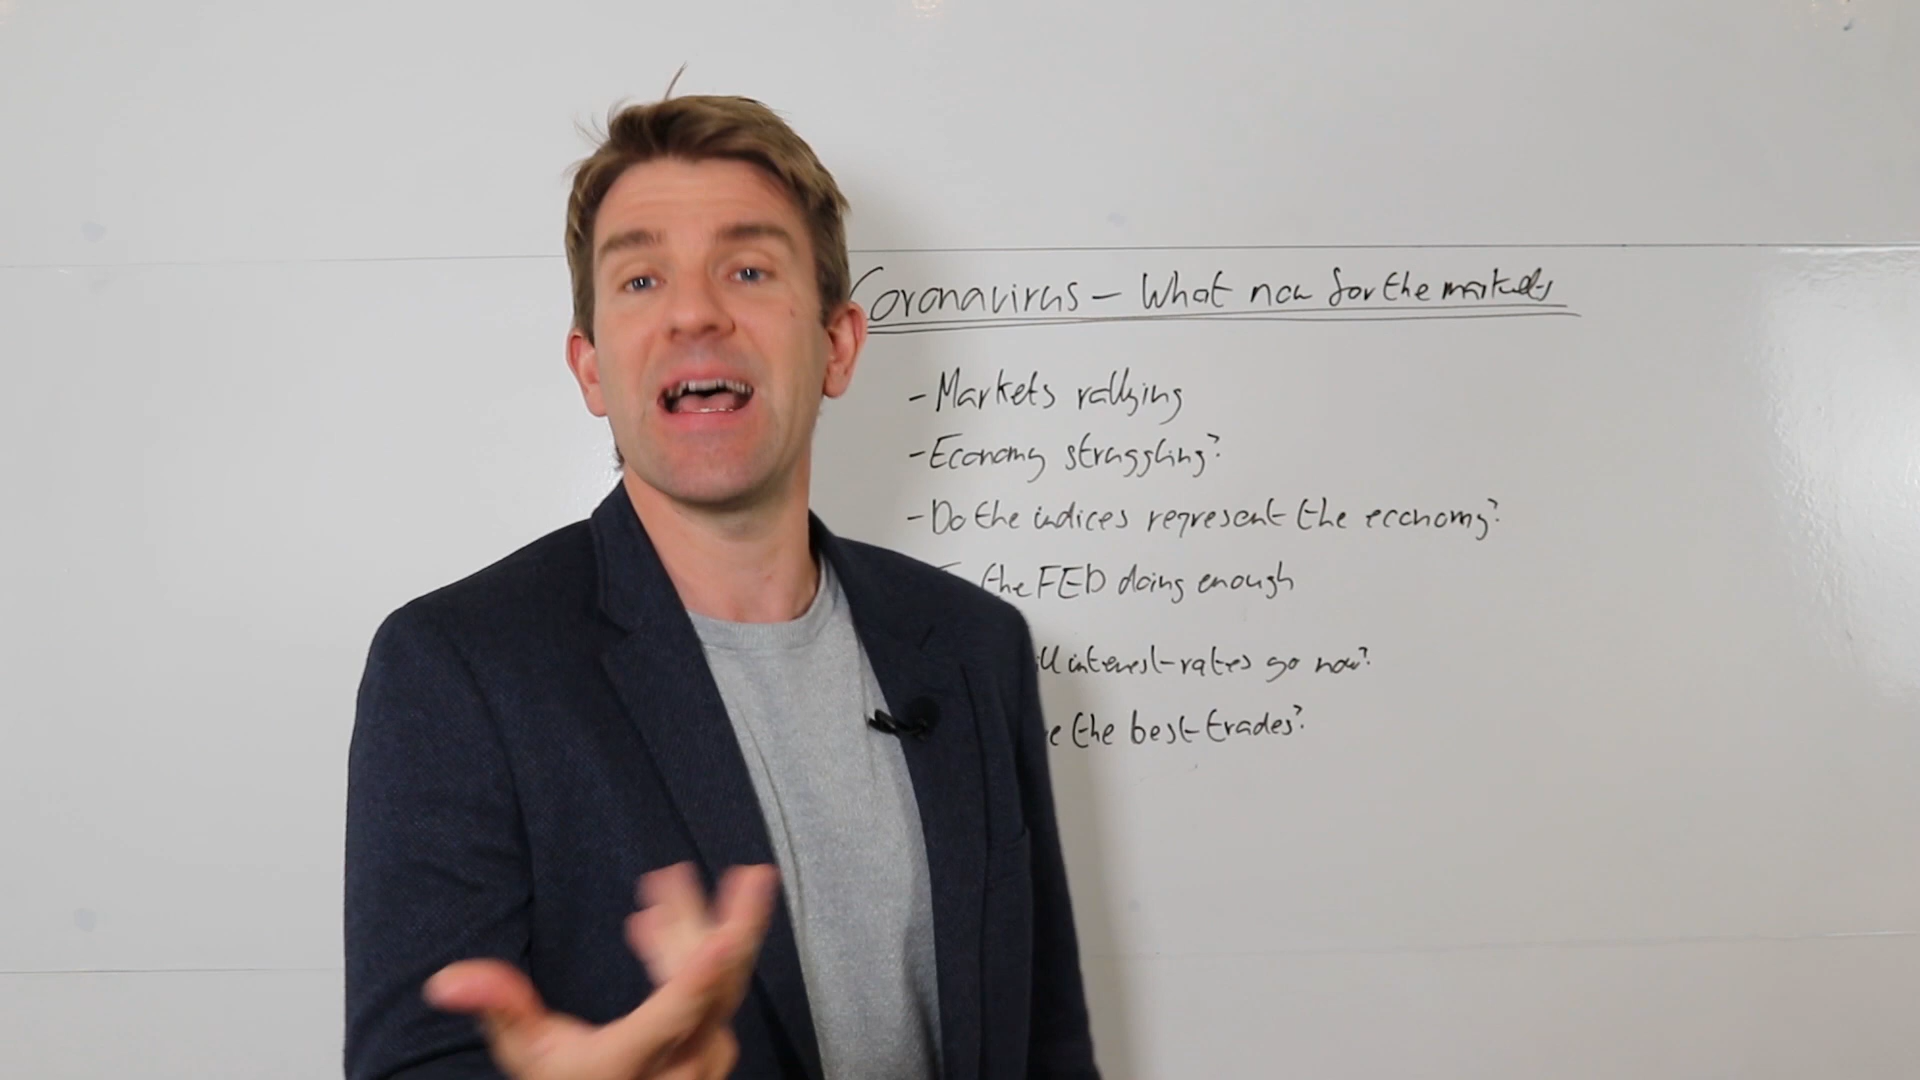 Coronavirus – What now for the markets
- Markets rallying
- Economy struggling?
- Do the indices represent the economy?
the FED doing enough
interest rates go now?
the best trades?